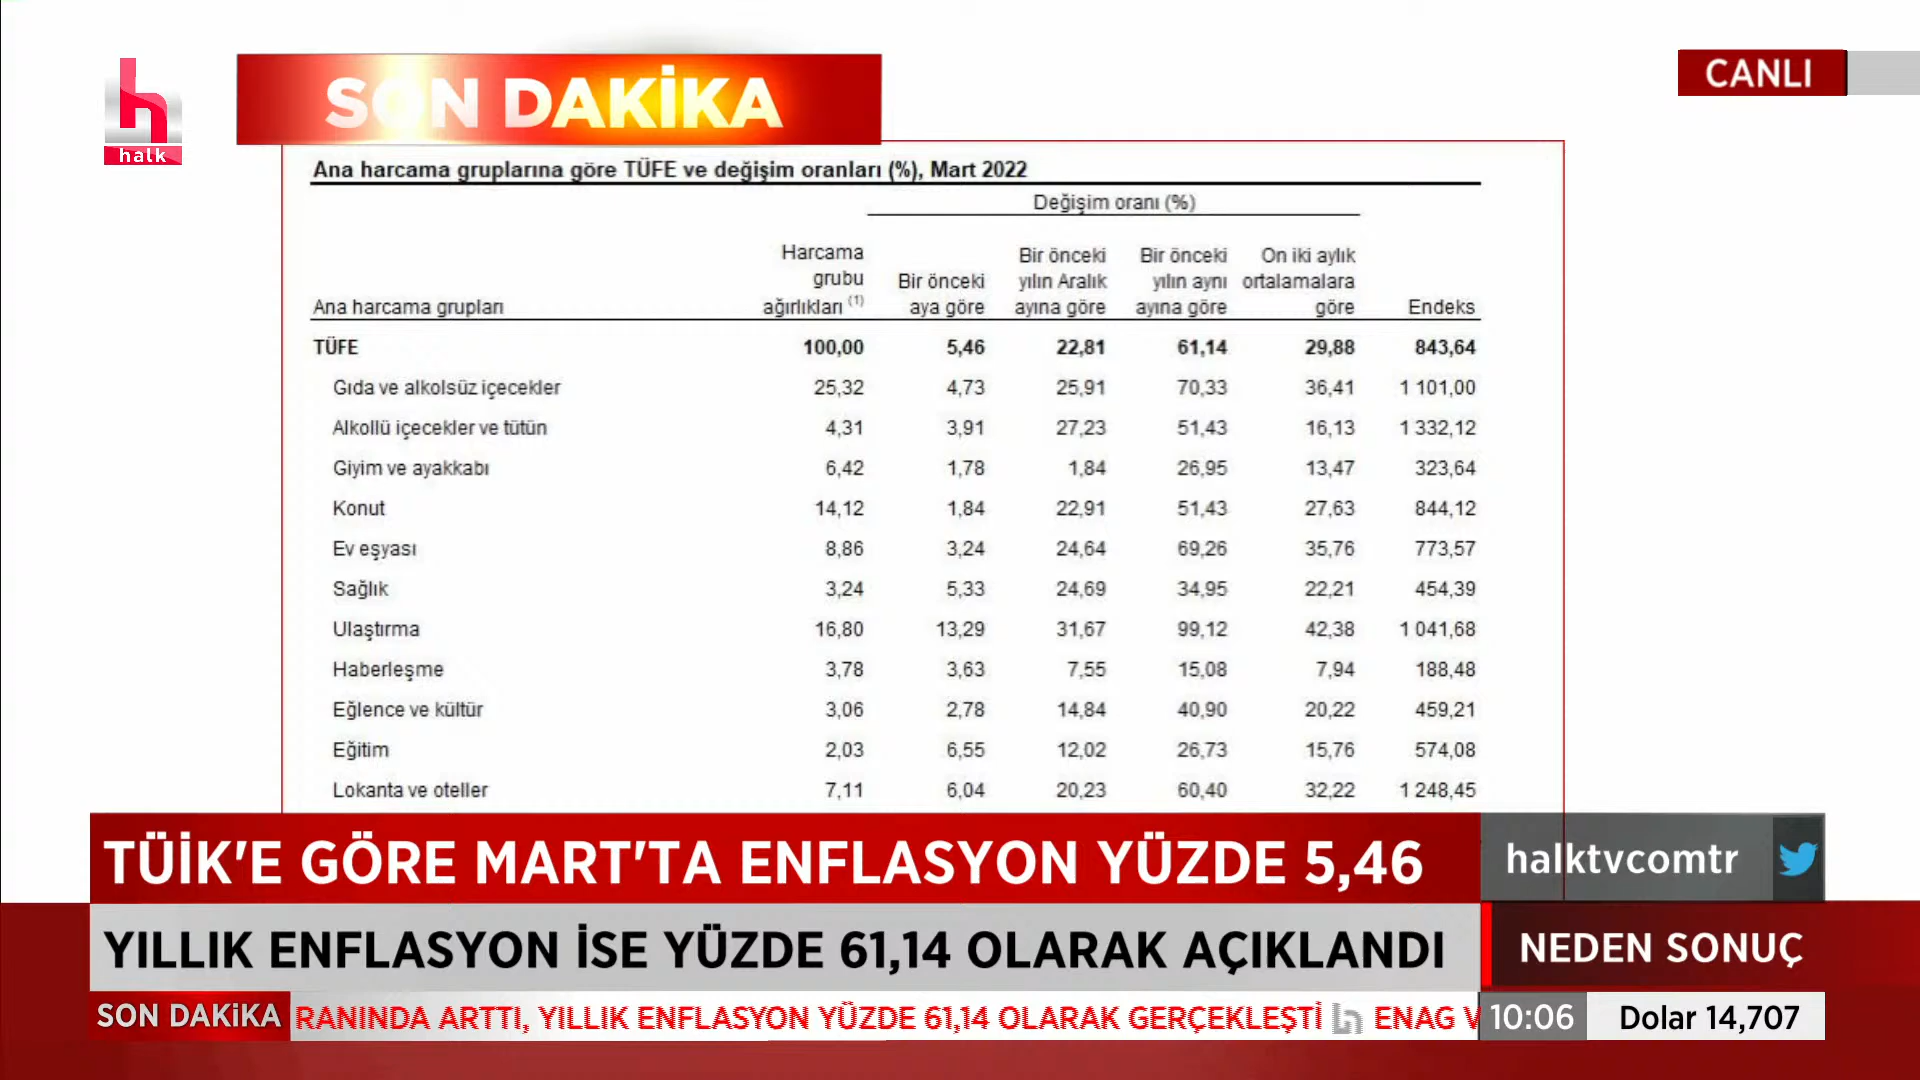 halk
SON DAKİKA
CANLI
Ana harcama gruplarına göre TÜFE ve değişim oranları (%), Mart 2022
Değişim oranı (%)
Ana harcama grupları Harcama grubu ağırlıkları (1) Bir önceki aya göre Bir önceki yılın Aralık ayına göre Bir önceki yılın aynı ayına göre On iki aylık ortalamalara göre Endeks
TÜFE 100,00 5,46 22,81 61,14 29,88 843,64
Gıda ve alkolsüz içecekler 25,32 4,73 25,91 70,33 36,41 1 101,00
Alkollü içecekler ve tütün 4,31 3,91 27,23 51,43 16,13 1 332,12
Giyim ve ayakkabı 6,42 1,78 1,84 26,95 13,47 323,64
Konut 14,12 1,84 22,91 51,43 27,63 844,12
Ev eşyası 8,86 3,24 24,64 69,26 35,76 773,57
Sağlık 3,24 5,33 24,69 34,95 22,21 454,39
Ulaştırma 16,80 13,29 31,67 99,12 42,38 1 041,68
Haberleşme 3,78 3,63 7,55 15,08 7,94 188,48
Eğlence ve kültür 3,06 2,78 14,84 40,90 20,22 459,21
Eğitim 2,03 6,55 12,02 26,73 15,76 574,08
Lokanta ve oteller 7,11 6,04 20,23 60,40 32,22 1 248,45
TÜİK'E GÖRE MART'TA ENFLASYON YÜZDE 5,46
halktvcomtr
YILLIK ENFLASYON İSE YÜZDE 61,14 OLARAK AÇIKLANDI
NEDEN SONUÇ
SON DAKİKA RANINDA ARTTI, YILLIK ENFLASYON YÜZDE 61,14 OLARAK GERÇEKLEŞTİ ENAG V
10:06 Dolar 14,707